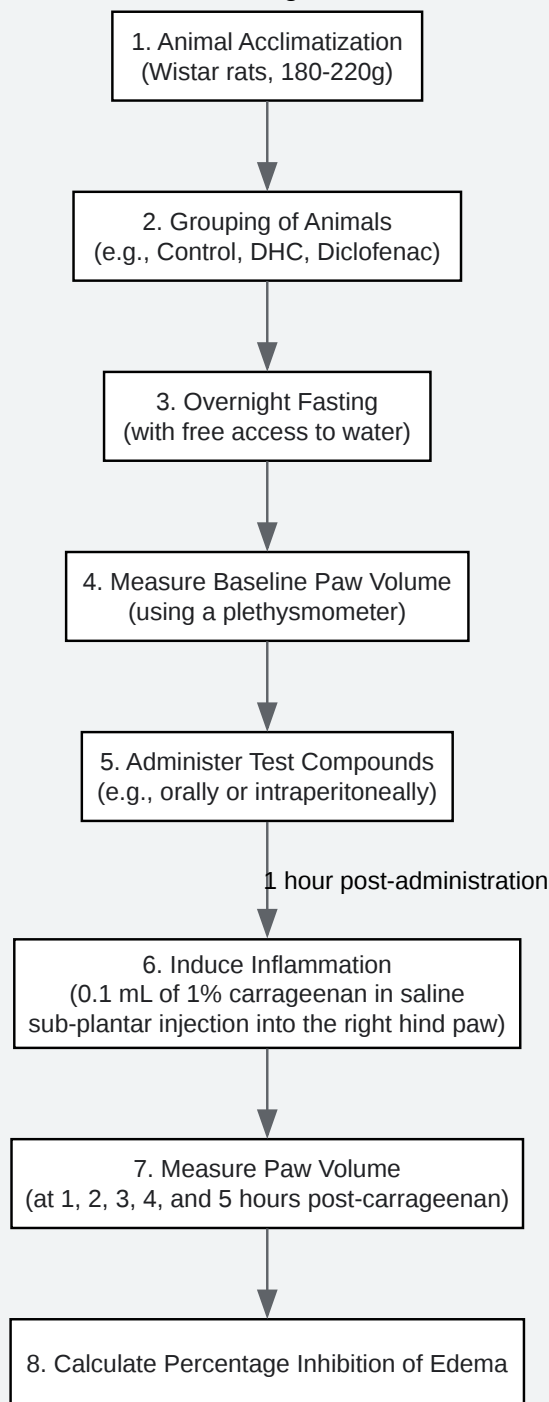 1. Animal Acclimatization
(Wistar rats, 180-220g)
2. Grouping of Animals
(e.g., Control, DHC, Diclofenac)
3. Overnight Fasting
(with free access to water)
4. Measure Baseline Paw Volume
(using a plethysmometer)
5. Administer Test Compounds
(e.g., orally or intraperitoneally)
1 hour post-administration
6. Induce Inflammation
(0.1 mL of 1% carrageenan in saline
sub-plantar injection into the right hind paw)
7. Measure Paw Volume
(at 1, 2, 3, 4, and 5 hours post-carrageenan)
8. Calculate Percentage Inhibition of Edema